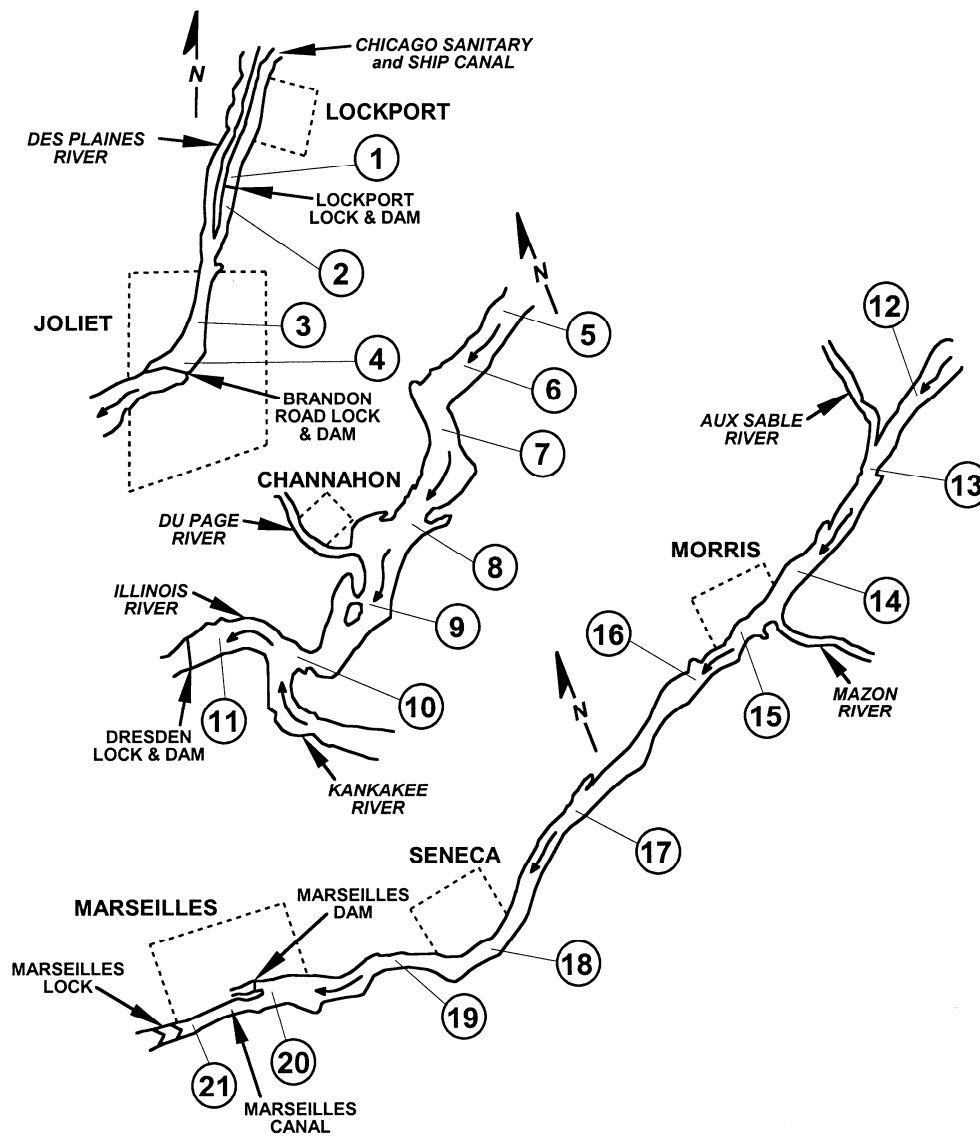 N
CHICAGO SANITARY
and SHIP CANAL
LOCKPORT
DES PLAINES
RIVER
1
LOCKPORT
LOCK & DAM
2
JOLIET
3
4
BRANDON
ROAD LOCK
& DAM
N
5
6
7
CHANNAHON
DU PAGE
RIVER
8
ILLINOIS
RIVER
9
10
11
DRESDEN
LOCK & DAM
KANKAKEE
RIVER
12
AUX SABLE
RIVER
13
MORRIS
14
16
15
MAZON
RIVER
N
17
SENECA
MARSEILLES
MARSEILLES
DAM
18
MARSEILLES
LOCK
19
20
21
MARSEILLES
CANAL